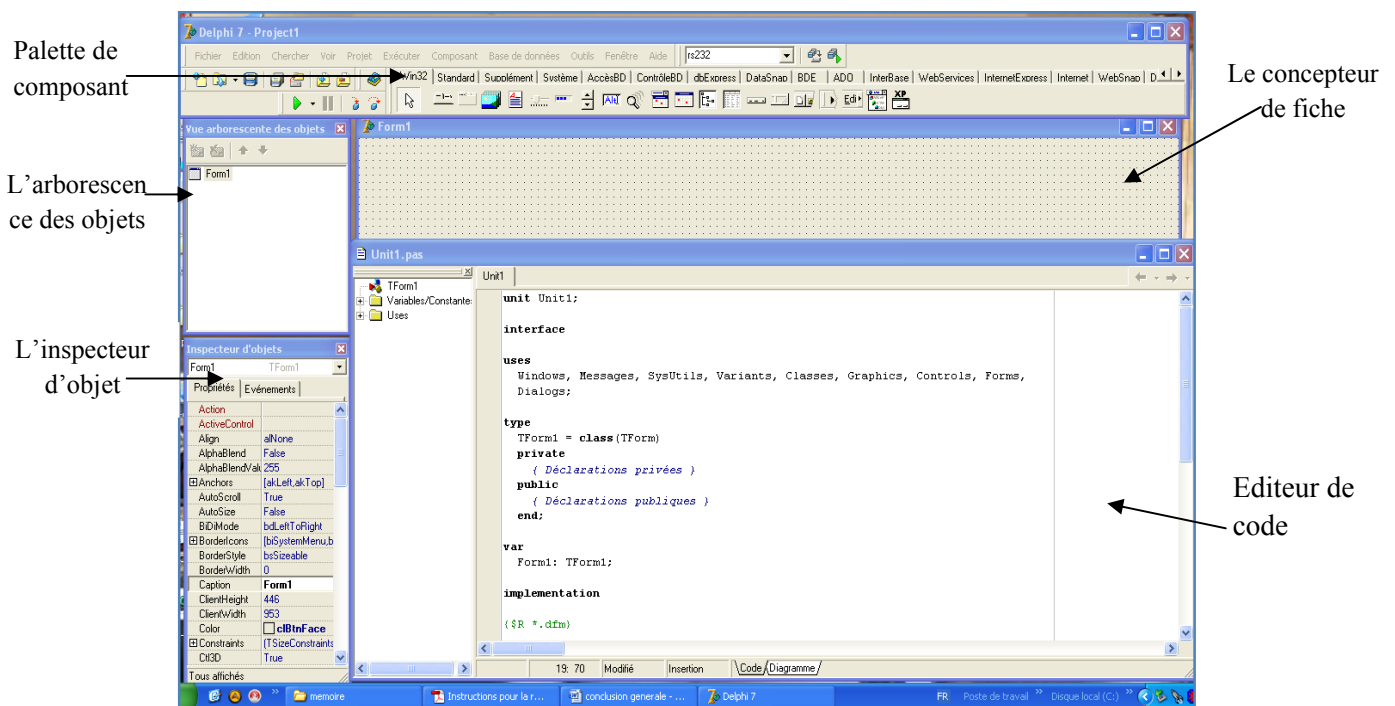 Palette de
composant
L'arborescen
ce des objets
L'inspecteur
d'objet
Le concepteur
de fiche
Editeur de
code
Delphi 7 - Project1
Fichier Edition Chercher Voir Projet Exécuter Composant Base de données Outils Fenêtre Aide rs232
Win32 Standard Supplément Système AccèsBD ContrôleBD dbExpress DataSnap BDE ADO InterBase WebServices InternetExpress Internet WebSnap D
Vue arborescente des objets
Form1
Form1
Inspecteur d'objets
Form1 TForm1
Propriétés Evénements
Action
ActiveControl
Align alNone
AlphaBlend False
AlphaBlendValu 255
Anchors [akLeft,akTop]
AutoScroll True
AutoSize False
BiDiMode bdLeftToRight
BorderIcons [biSystemMenu,b
BorderStyle bsSizeable
BorderWidth 0
Caption Form1
ClientHeight 446
ClientWidth 953
Color clBtnFace
Constraints (TSizeConstraints
Ctl3D True
Tous affichés
Unit1.pas
TForm1
Variables/Constante
Uses
Unit1
unit Unit1;
interface
uses
Windows, Messages, SysUtils, Variants, Classes, Graphics, Controls, Forms,
Dialogs;
type
TForm1 = class(TForm)
private
{ Déclarations privées }
public
{ Déclarations publiques }
end;
var
Form1: TForm1;
implementation
{$R *.dfm}
19: 70 Modifié Insertion Code Diagramme
memoire Instructions pour la r... conclusion generale - ... Delphi 7 FR Poste de travail Disque local (C:)